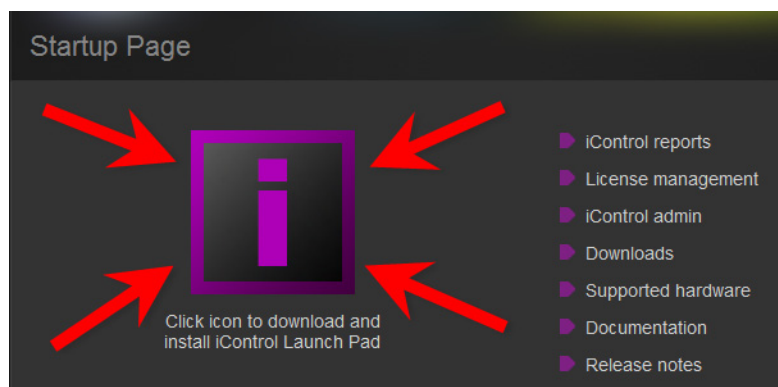 Startup Page
i
Click icon to download and
install iControl Launch Pad
iControl reports
License management
iControl admin
Downloads
Supported hardware
Documentation
Release notes